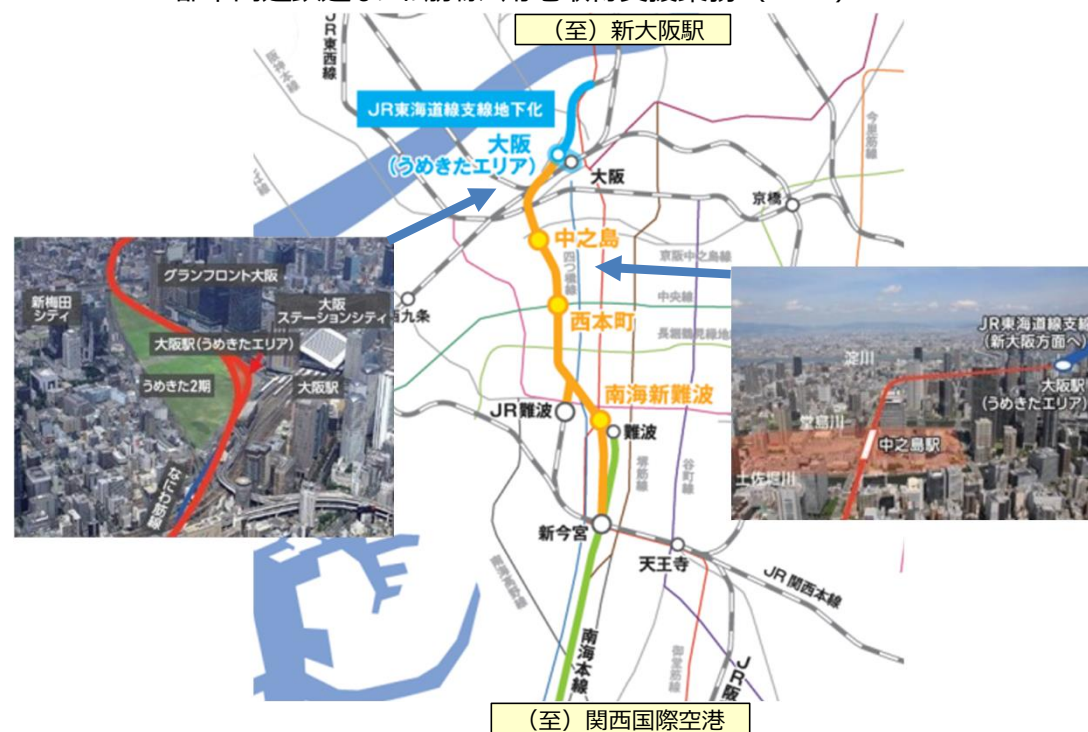 （至）新大阪駅
JR東西線
阪神本線
JR東海道線支線地下化
大阪
(うめきたエリア)
大阪
京橋
今里筋線
中之島
京阪中之島線
四つ橋線
中央線
西九条
西本町
長堀鶴見緑地
南海新難波
JR難波
難波
堺筋線
谷町線
新今宮
天王寺
JR関西本線
南海本線
御堂筋線
JR阪
（至）関西国際空港
グランフロント大阪
新梅田
シティ
大阪
ステーションシティ
大阪駅(うめきたエリア)
うめきた2期
大阪駅
なにわ筋線
JR東海道線支線
(新大阪方面へ)
淀川
大阪駅
(うめきたエリア)
堂島川
中之島駅
土佐堀川